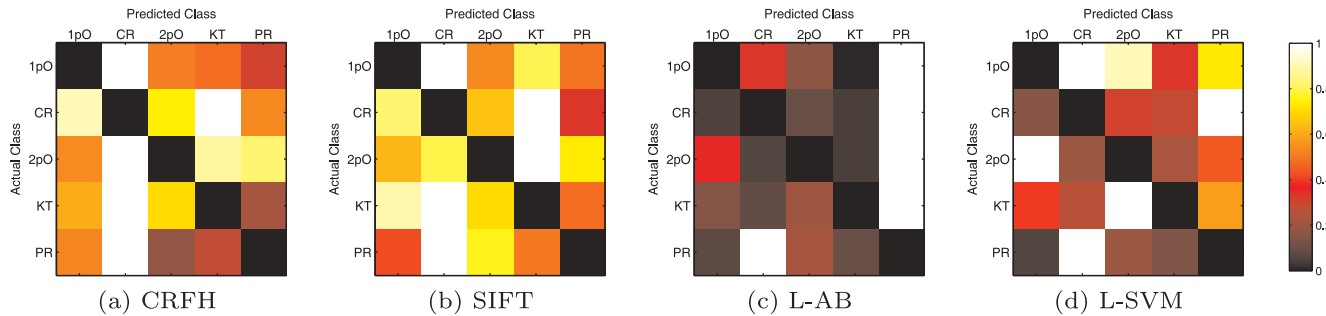 Predicted Class
1pO CR 2pO KT PR
Actual Class
1pO
CR
2pO
KT
PR
(a) CRFH
Predicted Class
1pO CR 2pO KT PR
Actual Class
1pO
CR
2pO
KT
PR
(b) SIFT
Predicted Class
1pO CR 2pO KT PR
Actual Class
1pO
CR
2pO
KT
PR
(c) L-AB
Predicted Class
1pO CR 2pO KT PR
Actual Class
1pO
CR
2pO
KT
PR
(d) L-SVM
1
0